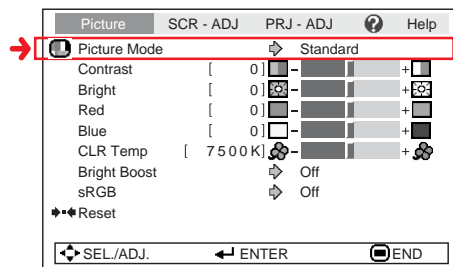 Picture SCR - ADJ PRJ - ADJ ? Help
Picture Mode Standard
Contrast [ 0] - +
Bright [ 0] - +
Red [ 0] - +
Blue [ 0] - +
CLR Temp [ 7500K] - +
Bright Boost Off
sRGB Off
Reset
SEL./ADJ. ENTER END